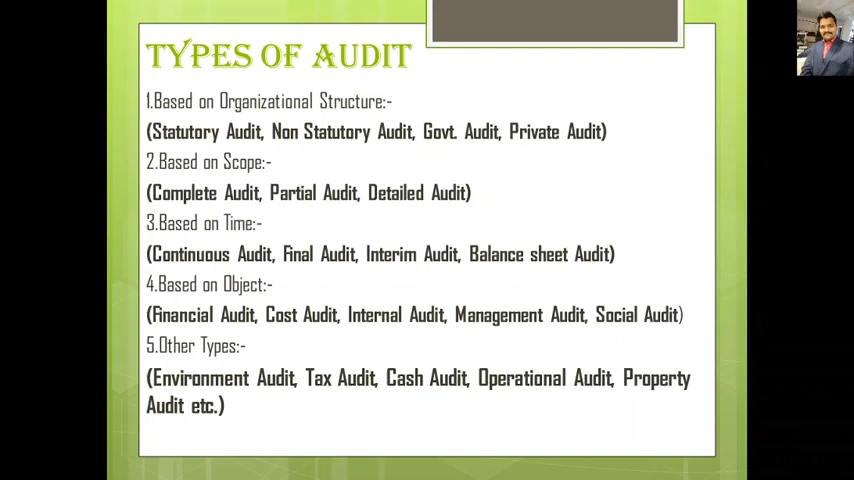 TYPES OF AUDIT
1.Based on Organizational Structure:-
(Statutory Audit, Non Statutory Audit, Govt. Audit, Private Audit)
2.Based on Scope:-
(Complete Audit, Partial Audit, Detailed Audit)
3.Based on Time:-
(Continuous Audit, Final Audit, Interim Audit, Balance sheet Audit)
4.Based on Object:-
(Financial Audit, Cost Audit, Internal Audit, Management Audit, Social Audit)
5.Other Types:-
(Environment Audit, Tax Audit, Cash Audit, Operational Audit, Property
Audit etc.)